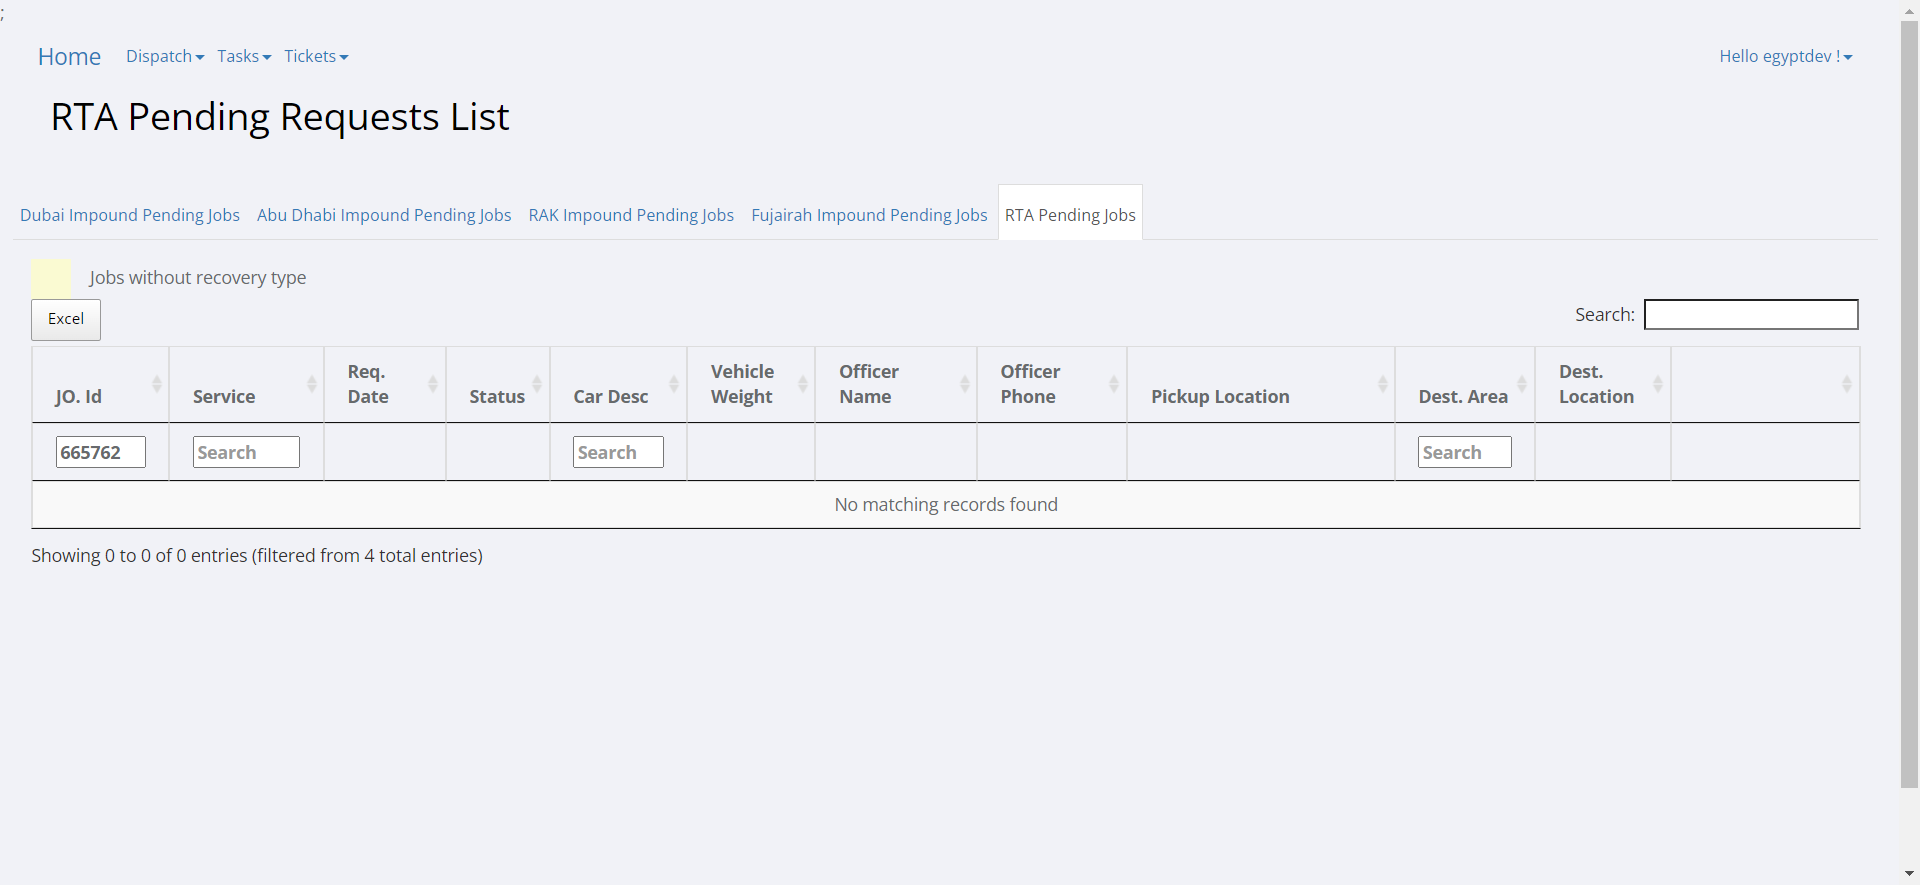 ;
Home Dispatch Tasks Tickets Hello egyptdev !
RTA Pending Requests List
Dubai Impound Pending Jobs Abu Dhabi Impound Pending Jobs RAK Impound Pending Jobs Fujairah Impound Pending Jobs RTA Pending Jobs
Jobs without recovery type
Excel Search:
JO. Id Service Req. Date Status Car Desc Vehicle Weight Officer Name Officer Phone Pickup Location Dest. Area Dest. Location
665762 Search Search Search
No matching records found
Showing 0 to 0 of 0 entries (filtered from 4 total entries)